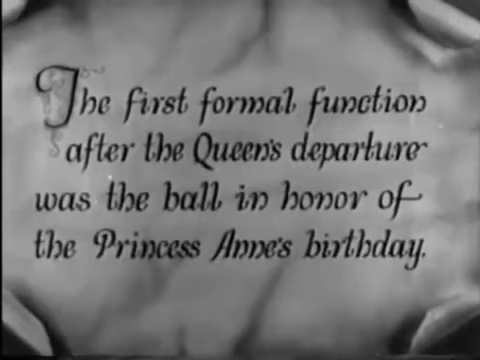 The first formal function
after the Queen's departure
was the ball in honor of
the Princess Anne's birthday.